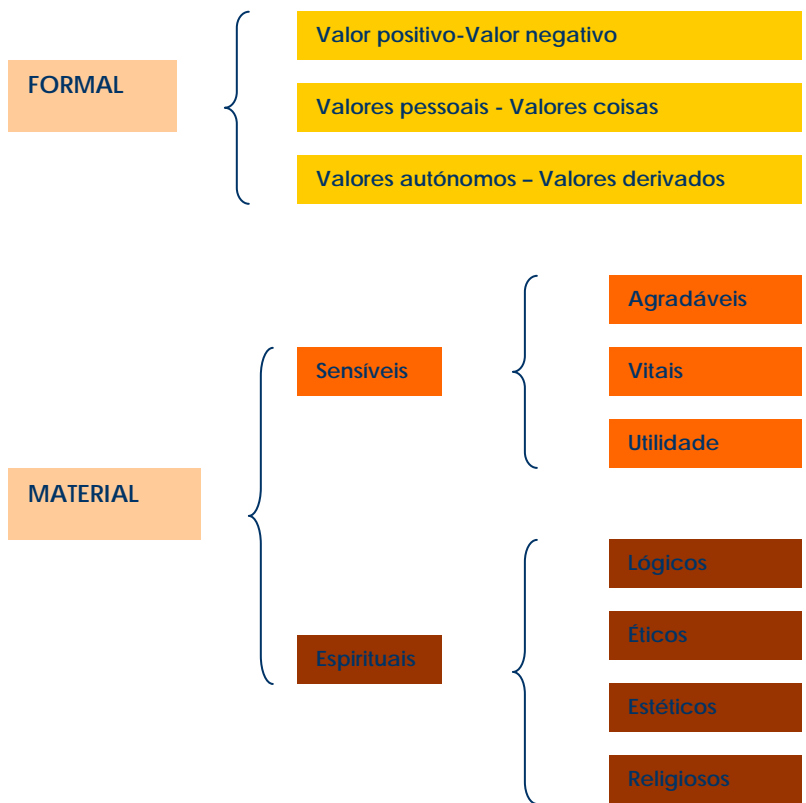 FORMAL
Valor positivo-Valor negativo
Valores pessoais - Valores coisas
Valores autónomos – Valores derivados
MATERIAL
Sensíveis
Agradáveis
Vitais
Utilidade
Espirituais
Lógicos
Éticos
Estéticos
Religiosos